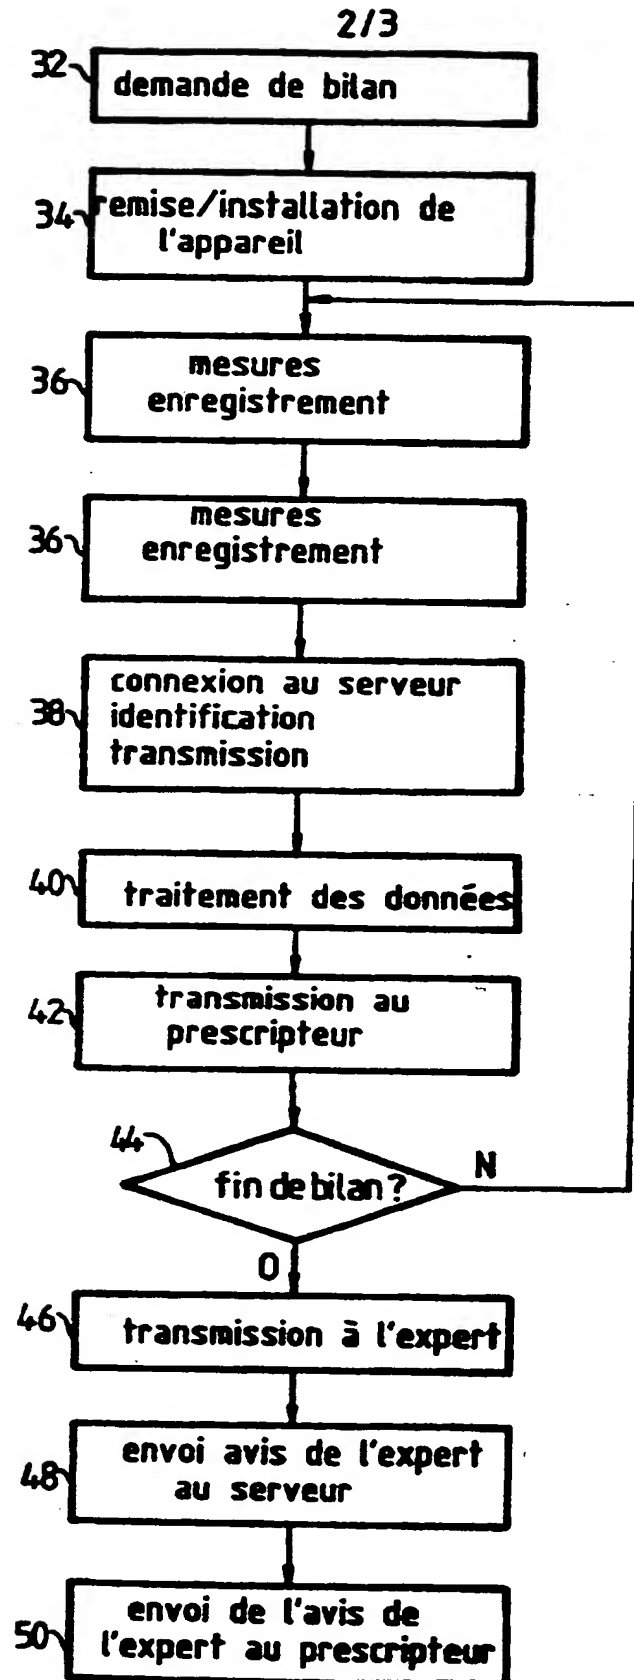 2/3
32
demande de bilan
34
remise/installation de
l'appareil
36
mesures
enregistrement
36
mesures
enregistrement
38
connexion au serveur
identification
transmission
40
traitement des données
42
transmission au
prescripteur
44
fin de bilan ?
N
O
46
transmission à l'expert
48
envoi avis de l'expert
au serveur
50
envoi de l'avis de
l'expert au prescripteur